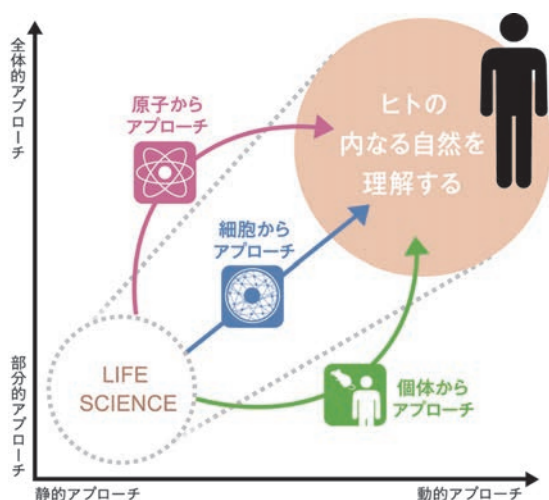 全体的アプローチ
原子から
アプローチ
ヒトの
内なる自然を
理解する
細胞から
アプローチ
部分的アプローチ
LIFE
SCIENCE
個体から
アプローチ
静的アプローチ
動的アプローチ